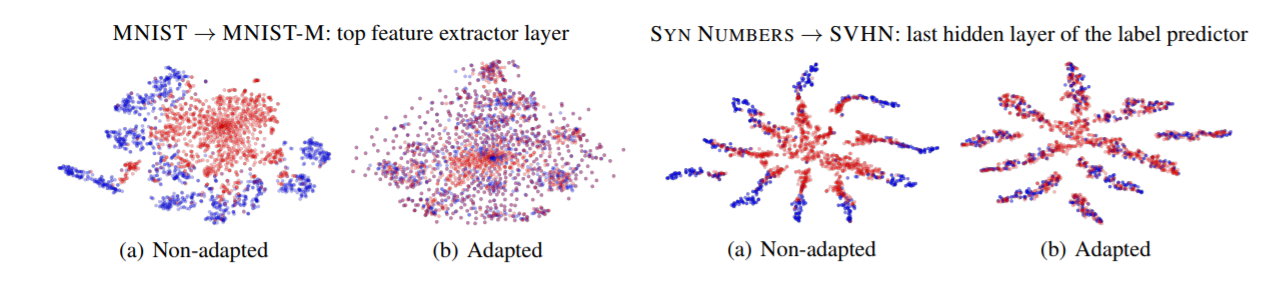 MNIST → MNIST-M: top feature extractor layer
SYN NUMBERS → SVHN: last hidden layer of the label predictor
(a) Non-adapted
(b) Adapted
(a) Non-adapted
(b) Adapted